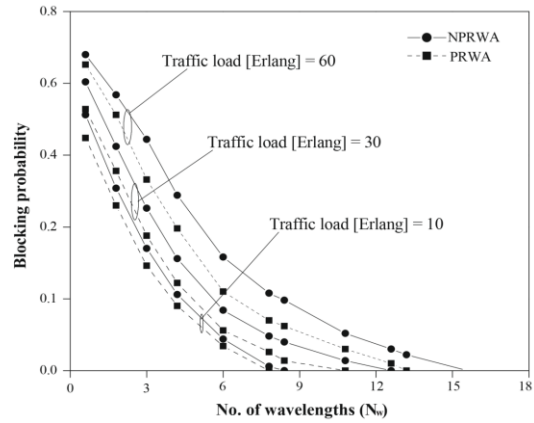 0.8
NPRWA
PRWA
Traffic load [Erlang] = 60
0.6
0.4
Traffic load [Erlang] = 30
Blocking probability
0.2
Traffic load [Erlang] = 10
0.1
0.0
0 3 6 9 12 15 18
No. of wavelengths (Nw)